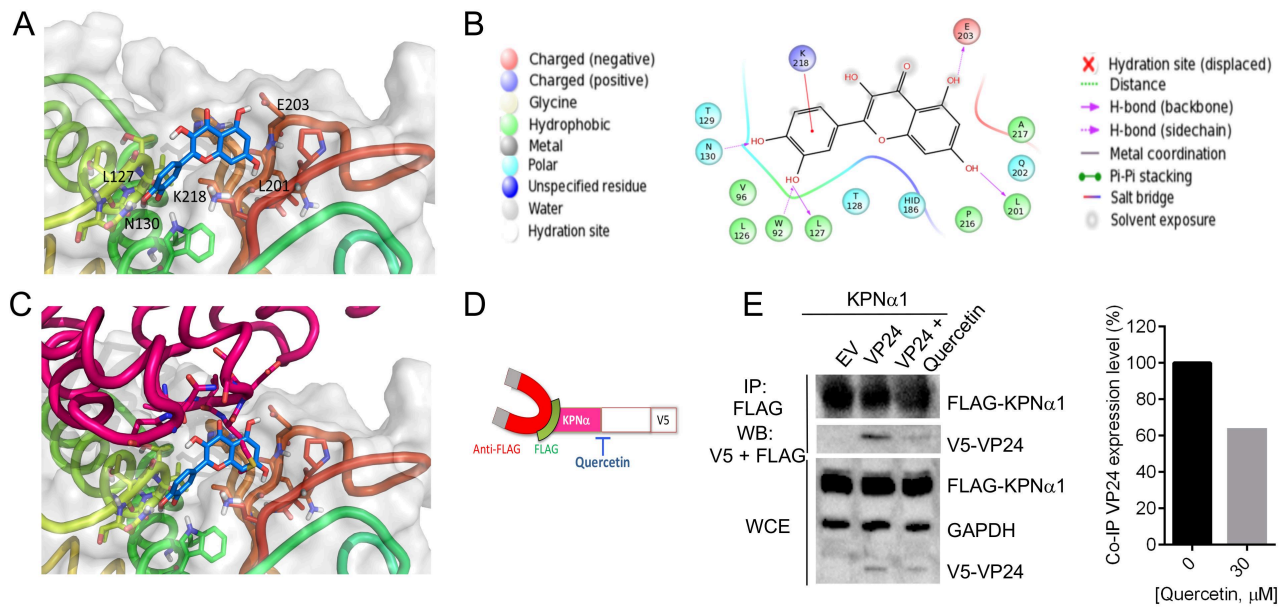 A
E203
L127
K218
L201
N130
B
Charged (negative)
Charged (positive)
Glycine
Hydrophobic
Metal
Polar
Unspecified residue
Water
Hydration site
K
218
E
203
T
129
N
130
V
96
L
126
W
92
L
127
T
128
HID
186
P
216
L
201
Q
202
A
217
HO
O
OH
HO
O
HO
OH
Hydration site (displaced)
Distance
H-bond (backbone)
H-bond (sidechain)
Metal coordination
Pi-Pi stacking
Salt bridge
Solvent exposure
C
D
KPNα
V5
Anti-FLAG
FLAG
Quercetin
E
KPNα1
EV
VP24
VP24 +
Quercetin
IP:
FLAG
WB:
V5 + FLAG
FLAG-KPNα1
V5-VP24
WCE
FLAG-KPNα1
GAPDH
V5-VP24
Co-IP VP24 expression level (%)
120
100
80
60
40
20
0
0
30
[Quercetin, μM]